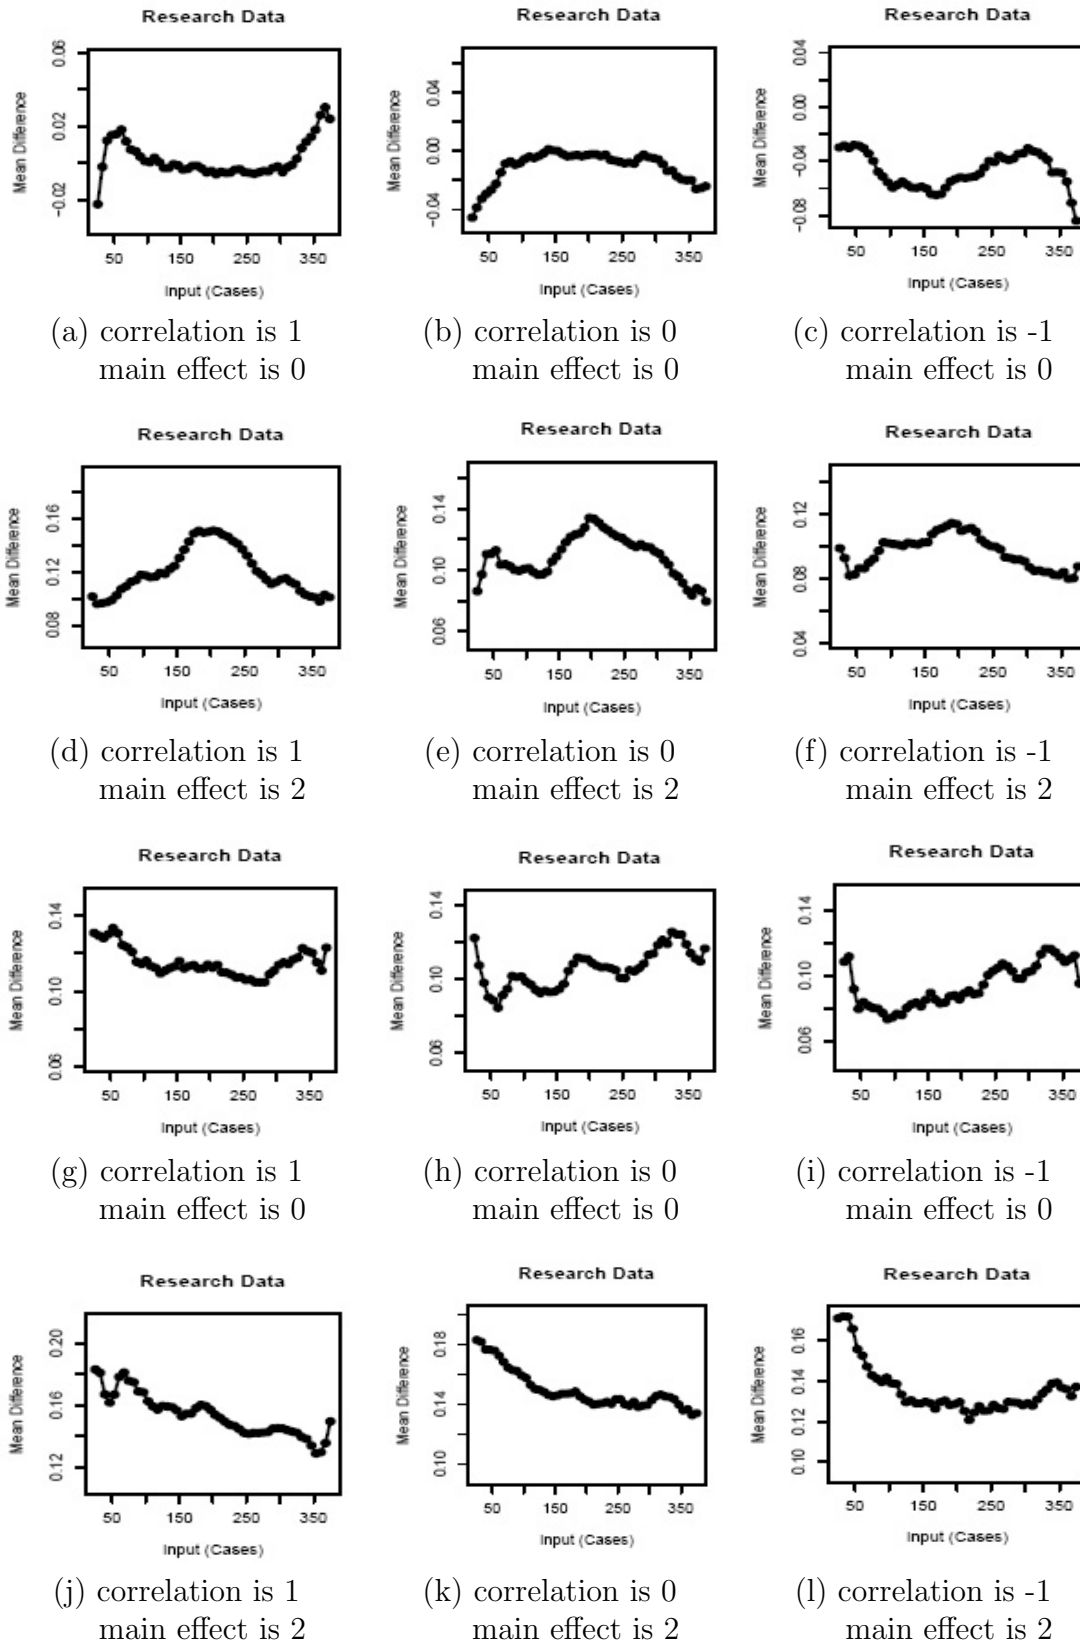 Research Data
Mean Difference
0.06
0.02
−0.02
50 150 250 350
Input (Cases)
(a) correlation is 1
main effect is 0
Research Data
Mean Difference
0.04
0.00
−0.04
50 150 250 350
Input (Cases)
(b) correlation is 0
main effect is 0
Research Data
Mean Difference
0.04
0.00
−0.04
−0.08
50 150 250 350
Input (Cases)
(c) correlation is -1
main effect is 0
Research Data
Mean Difference
0.16
0.12
0.08
50 150 250 350
Input (Cases)
(d) correlation is 1
main effect is 2
Research Data
Mean Difference
0.14
0.10
0.06
50 150 250 350
Input (Cases)
(e) correlation is 0
main effect is 2
Research Data
Mean Difference
0.12
0.08
0.04
50 150 250 350
Input (Cases)
(f) correlation is -1
main effect is 2
Research Data
Mean Difference
0.14
0.10
0.06
50 150 250 350
Input (Cases)
(g) correlation is 1
main effect is 0
Research Data
Mean Difference
0.14
0.10
0.06
50 150 250 350
Input (Cases)
(h) correlation is 0
main effect is 0
Research Data
Mean Difference
0.14
0.10
0.06
50 150 250 350
Input (Cases)
(i) correlation is -1
main effect is 0
Research Data
Mean Difference
0.20
0.16
0.12
50 150 250 350
Input (Cases)
(j) correlation is 1
main effect is 2
Research Data
Mean Difference
0.18
0.14
0.10
50 150 250 350
Input (Cases)
(k) correlation is 0
main effect is 2
Research Data
Mean Difference
0.16
0.14
0.12
0.10
50 150 250 350
Input (Cases)
(l) correlation is -1
main effect is 2